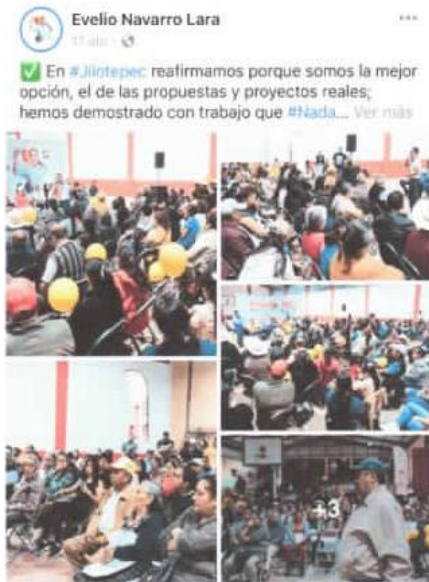 Evelio Navarro Lara
17 abr ·
En #Jilotepec reafirmamos porque somos la mejor
opción, el de las propuestas y proyectos reales;
hemos demostrado con trabajo que #Nada... Ver más
+3